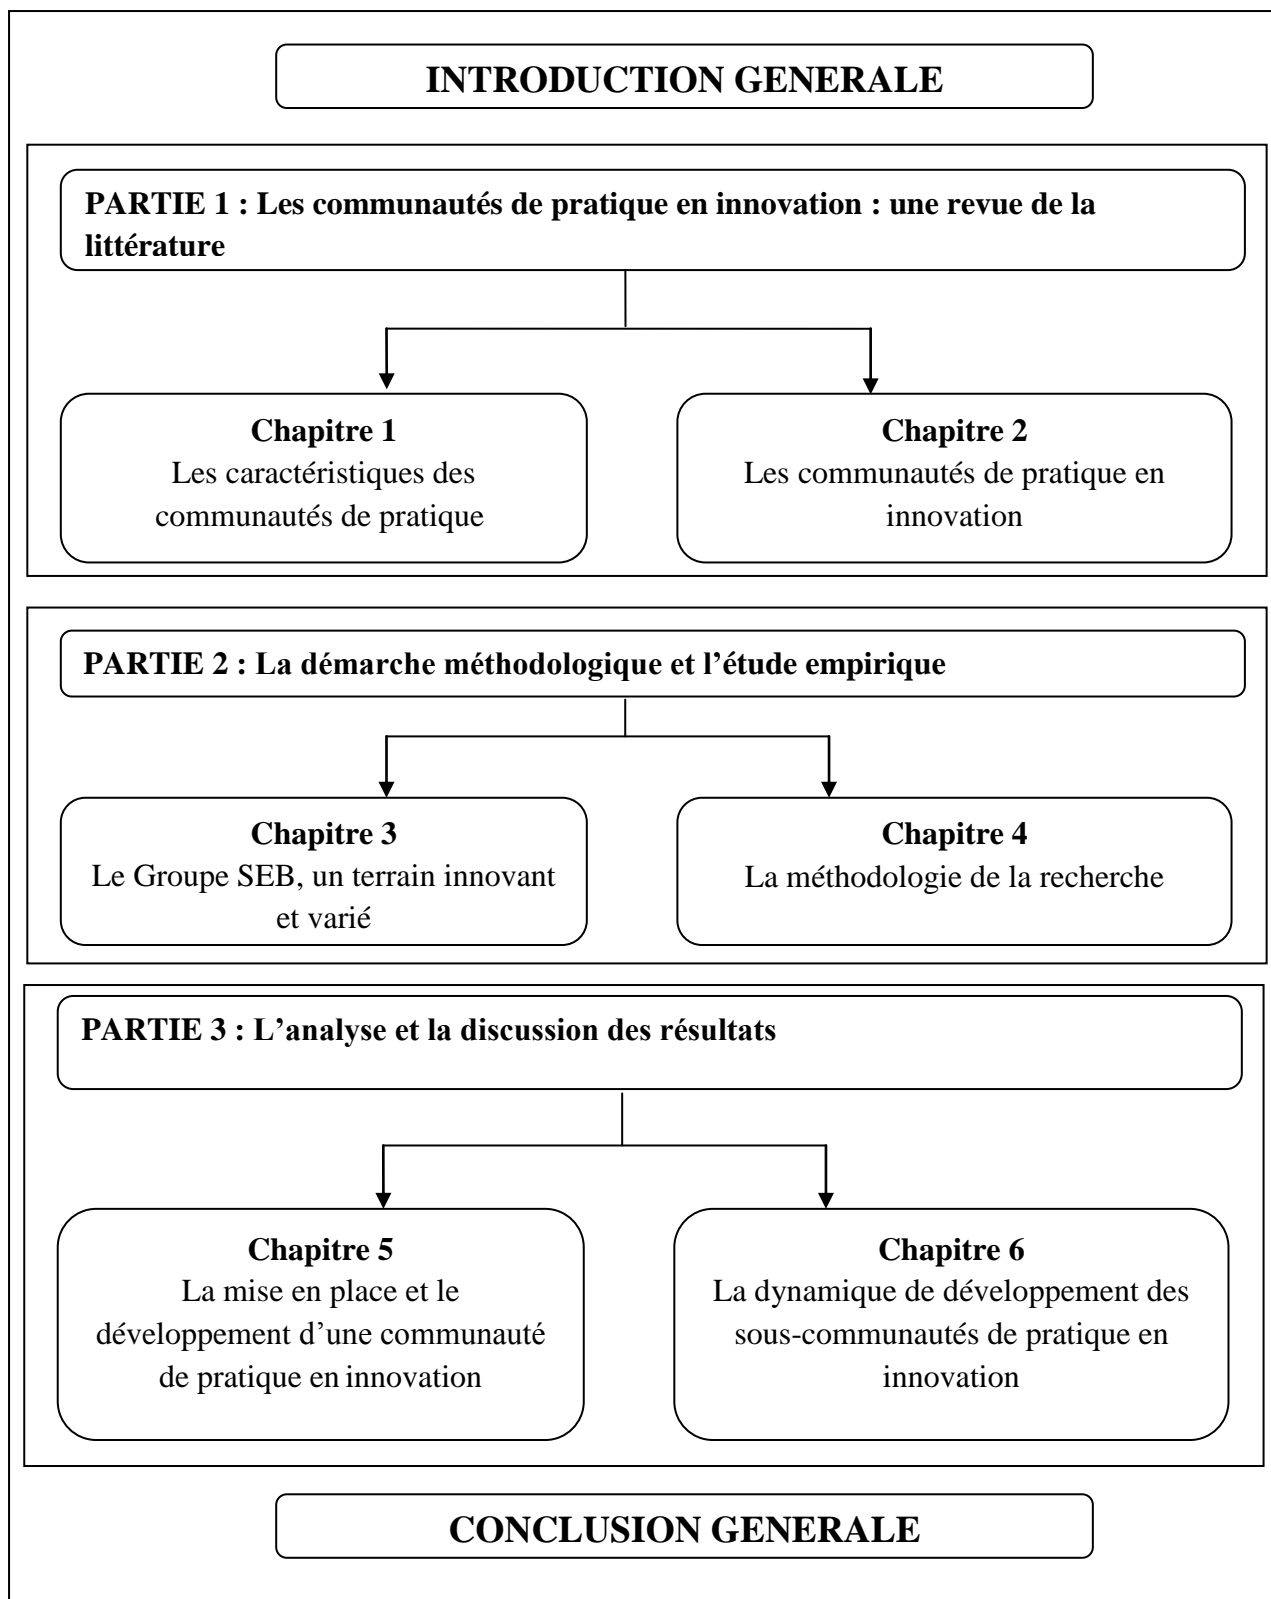 INTRODUCTION GENERALE
PARTIE 1 : Les communautés de pratique en innovation : une revue de la
littérature
Chapitre 1
Les caractéristiques des
communautés de pratique
Chapitre 2
Les communautés de pratique en
innovation
PARTIE 2 : La démarche méthodologique et l’étude empirique
Chapitre 3
Le Groupe SEB, un terrain innovant
et varié
Chapitre 4
La méthodologie de la recherche
PARTIE 3 : L’analyse et la discussion des résultats
Chapitre 5
La mise en place et le
développement d’une communauté
de pratique en innovation
Chapitre 6
La dynamique de développement des
sous-communautés de pratique en
innovation
CONCLUSION GENERALE